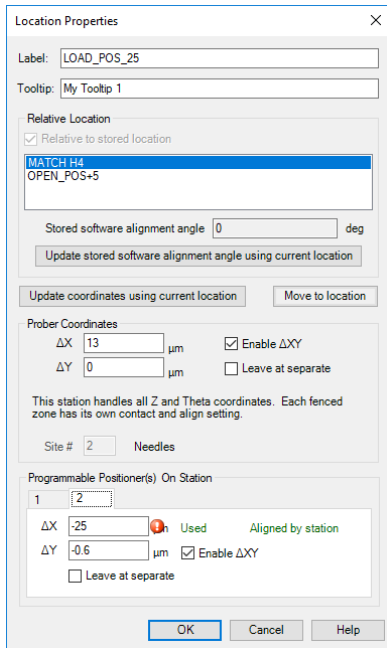 Location Properties
Label: LOAD_POS_25
Tooltip: My Tooltip 1
Relative Location
Relative to stored location
MATCH H4
OPEN_POS+5
Stored software alignment angle 0 deg
Update stored software alignment angle using current location
Update coordinates using current location Move to location
Prober Coordinates
ΔX 13 µm Enable ΔXY
ΔY 0 µm Leave at separate
This station handles all Z and Theta coordinates. Each fenced
zone has its own contact and align setting.
Site # 2 Needles
Programmable Positioner(s) On Station
1 2
ΔX -25 Used Aligned by station
ΔY -0.6 µm Enable ΔXY
Leave at separate
OK Cancel Help